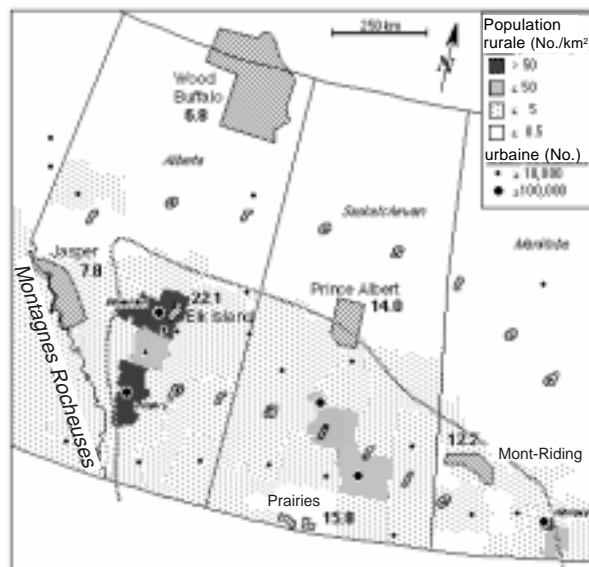 250 km
N
Population
rurale (No./km²
> 50
≤ 50
≤ 5
≤ 0.5
urbaine (No.)
≥ 10,000
≥100,000
Wood
Buffalo
6.8
Alberta
Saskatchewan
Manitoba
Jasper
7.8
22.1
Elk Island
Prince Albert
14.0
Montagnes Rocheuses
12.2
Mont-Riding
Prairies
15.8